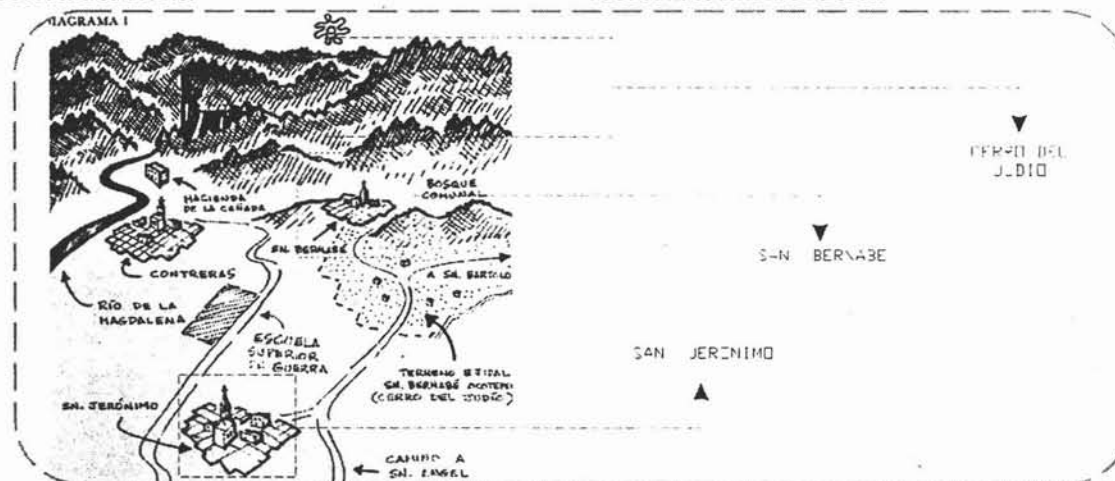 DIAGRAMA I
HACIENDA
DE LA CAÑADA
BOSQUE
COMUNAL
SN. BERNABÉ
CONTRERAS
A SN. BARTOLO
RÍO DE LA
MAGDALENA
ESCUELA
SUPERIOR
DE GUERRA
TERRENO EJIDAL
SN. BERNABÉ OCOTEPE
(CERRO DEL JUDÍO)
SN. JERÓNIMO
CAMINO A
SN. ANGEL
CERRO DEL
JUDIO
SAN BERNABE
SAN JERINIMO